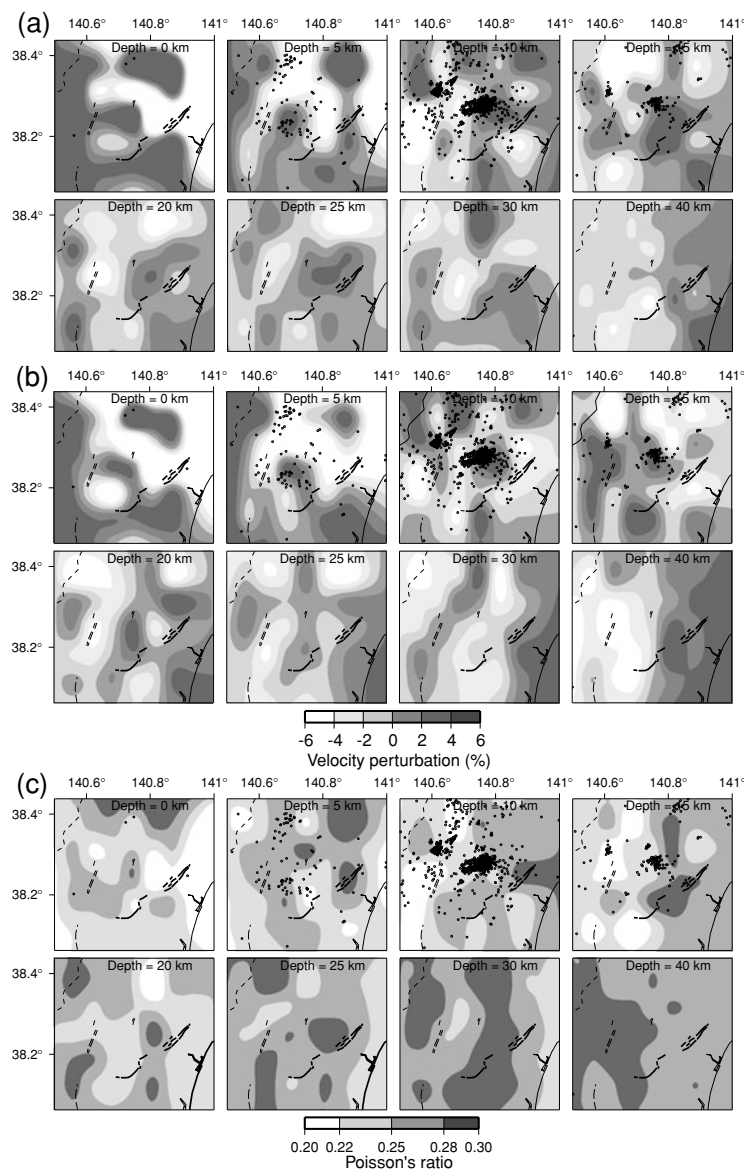 (a)
140.6° 140.8° 141° 140.6° 140.8° 141° 140.6° 140.8° 141° 140.6° 140.8° 141°
38.4° Depth = 0 km Depth = 5 km Depth = 10 km Depth = 15 km
38.2°
38.4° Depth = 20 km Depth = 25 km Depth = 30 km Depth = 40 km
38.2°
(b)
140.6° 140.8° 141° 140.6° 140.8° 141° 140.6° 140.8° 141° 140.6° 140.8° 141°
38.4° Depth = 0 km Depth = 5 km Depth = 10 km Depth = 15 km
38.2°
38.4° Depth = 20 km Depth = 25 km Depth = 30 km Depth = 40 km
38.2°
-6 -4 -2 0 2 4 6
Velocity perturbation (%)
(c)
140.6° 140.8° 141° 140.6° 140.8° 141° 140.6° 140.8° 141° 140.6° 140.8° 141°
38.4° Depth = 0 km Depth = 5 km Depth = 10 km Depth = 15 km
38.2°
38.4° Depth = 20 km Depth = 25 km Depth = 30 km Depth = 40 km
38.2°
0.20 0.22 0.25 0.28 0.30
Poisson's ratio